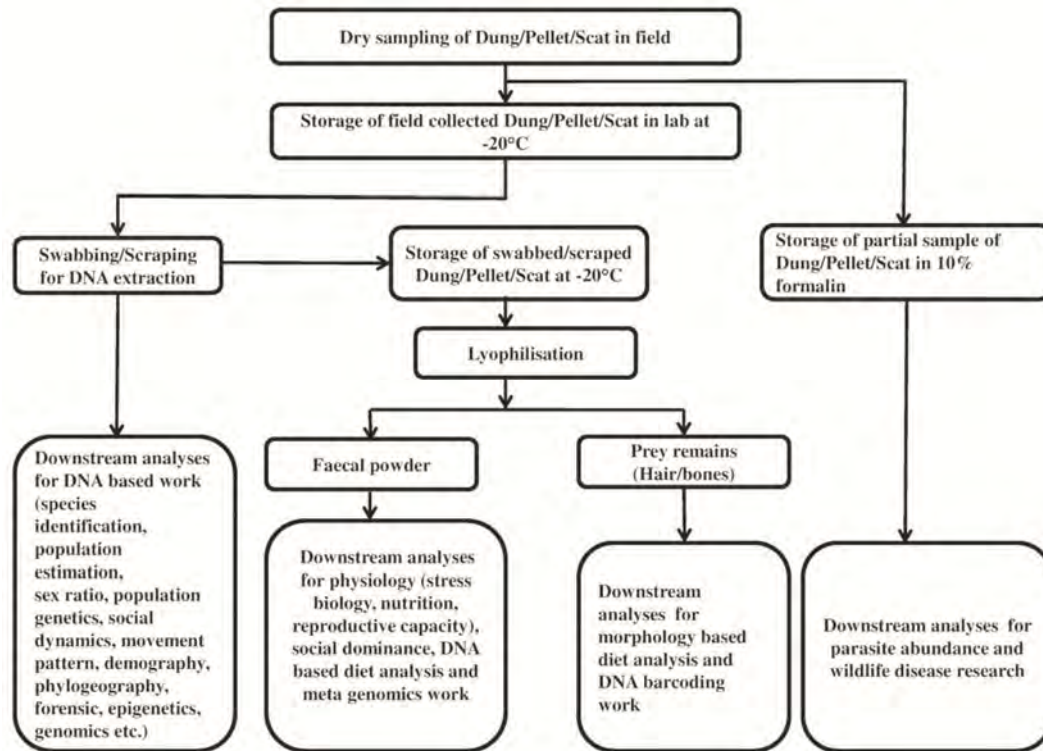 Dry sampling of Dung/Pellet/Scat in field
Storage of field collected Dung/Pellet/Scat in lab at
-20°C
Swabbing/Scraping
for DNA extraction
Storage of swabbed/scraped
Dung/Pellet/Scat at -20°C
Storage of partial sample of
Dung/Pellet/Scat in 10%
formalin
Lyophilisation
Faecal powder
Prey remains
(Hair/bones)
Downstream analyses
for DNA based work
(species
identification,
population
estimation,
sex ratio, population
genetics, social
dynamics, movement
pattern, demography,
phylogeography,
forensic, epigenetics,
genomics etc.)
Downstream analyses
for physiology (stress
biology, nutrition,
reproductive capacity),
social dominance, DNA
based diet analysis and
meta genomics work
Downstream
analyses for
morphology based
diet analysis and
DNA barcoding
work
Downstream analyses for
parasite abundance and
wildlife disease research